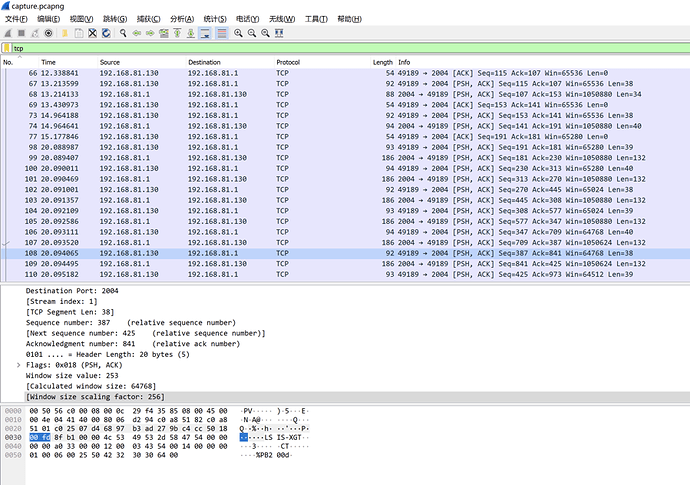 capture.pcapng
文件(F) 编辑(E) 视图(V) 跳转(G) 捕获(C) 分析(A) 统计(S) 电话(Y) 无线(W) 工具(T) 帮助(H)
tcp
No. Time Source Destination Protocol Length Info
66 12.338841 192.168.81.130 192.168.81.1 TCP 54 49189 → 2004 [ACK] Seq=115 Ack=107 Win=65536 Len=0
67 13.213599 192.168.81.130 192.168.81.1 TCP 92 49189 → 2004 [PSH, ACK] Seq=115 Ack=107 Win=65536 Len=38
68 13.214133 192.168.81.1 192.168.81.130 TCP 88 2004 → 49189 [PSH, ACK] Seq=107 Ack=153 Win=1050880 Len=34
69 13.430973 192.168.81.130 192.168.81.1 TCP 54 49189 → 2004 [ACK] Seq=153 Ack=141 Win=65536 Len=0
73 14.964188 192.168.81.130 192.168.81.1 TCP 92 49189 → 2004 [PSH, ACK] Seq=153 Ack=141 Win=65536 Len=38
74 14.964641 192.168.81.1 192.168.81.130 TCP 94 2004 → 49189 [PSH, ACK] Seq=141 Ack=191 Win=1050880 Len=40
77 15.177846 192.168.81.130 192.168.81.1 TCP 54 49189 → 2004 [ACK] Seq=191 Ack=181 Win=65280 Len=0
98 20.088987 192.168.81.130 192.168.81.1 TCP 93 49189 → 2004 [PSH, ACK] Seq=191 Ack=181 Win=65280 Len=39
99 20.089407 192.168.81.1 192.168.81.130 TCP 186 2004 → 49189 [PSH, ACK] Seq=181 Ack=230 Win=1050880 Len=132
100 20.090011 192.168.81.130 192.168.81.1 TCP 94 49189 → 2004 [PSH, ACK] Seq=230 Ack=313 Win=65280 Len=40
101 20.090469 192.168.81.1 192.168.81.130 TCP 186 2004 → 49189 [PSH, ACK] Seq=313 Ack=270 Win=1050880 Len=132
102 20.091001 192.168.81.130 192.168.81.1 TCP 92 49189 → 2004 [PSH, ACK] Seq=270 Ack=445 Win=65024 Len=38
103 20.091357 192.168.81.1 192.168.81.130 TCP 186 2004 → 49189 [PSH, ACK] Seq=445 Ack=308 Win=1050880 Len=132
104 20.092109 192.168.81.130 192.168.81.1 TCP 93 49189 → 2004 [PSH, ACK] Seq=308 Ack=577 Win=65024 Len=39
105 20.092586 192.168.81.1 192.168.81.130 TCP 186 2004 → 49189 [PSH, ACK] Seq=577 Ack=347 Win=1050880 Len=132
106 20.093111 192.168.81.130 192.168.81.1 TCP 94 49189 → 2004 [PSH, ACK] Seq=347 Ack=709 Win=64768 Len=40
107 20.093520 192.168.81.1 192.168.81.130 TCP 186 2004 → 49189 [PSH, ACK] Seq=709 Ack=387 Win=1050624 Len=132
108 20.094065 192.168.81.130 192.168.81.1 TCP 92 49189 → 2004 [PSH, ACK] Seq=387 Ack=841 Win=64768 Len=38
109 20.094495 192.168.81.1 192.168.81.130 TCP 186 2004 → 49189 [PSH, ACK] Seq=841 Ack=425 Win=1050624 Len=132
110 20.095182 192.168.81.130 192.168.81.1 TCP 93 49189 → 2004 [PSH, ACK] Seq=425 Ack=973 Win=64512 Len=39
Destination Port: 2004
[Stream index: 1]
[TCP Segment Len: 38]
Sequence number: 387 (relative sequence number)
[Next sequence number: 425 (relative sequence number)]
Acknowledgment number: 841 (relative ack number)
0101 .... = Header Length: 20 bytes (5)
Flags: 0x018 (PSH, ACK)
Window size value: 253
[Calculated window size: 64768]
[Window size scaling factor: 256]
0000 00 50 56 c0 00 08 00 0c 29 f4 35 85 08 00 45 00 ·PV····· )·5···E·
0010 00 4e 04 41 40 00 80 06 d2 94 c0 a8 51 82 c0 a8 ·N·A@··· ····Q···
0020 51 01 c0 25 07 d4 68 97 b3 ad 27 9b c4 cc 50 18 Q··%··h· ··'···P·
0030 00 fd 8f b1 00 00 4c 53 49 53 2d 58 47 54 00 00 ······LS IS-XGT··
0040 00 00 a0 33 00 00 12 00 03 43 54 00 14 00 00 00 ···3···· ·CT·····
0050 01 00 06 00 25 50 42 32 30 30 64 00 ····%PB2 00d·